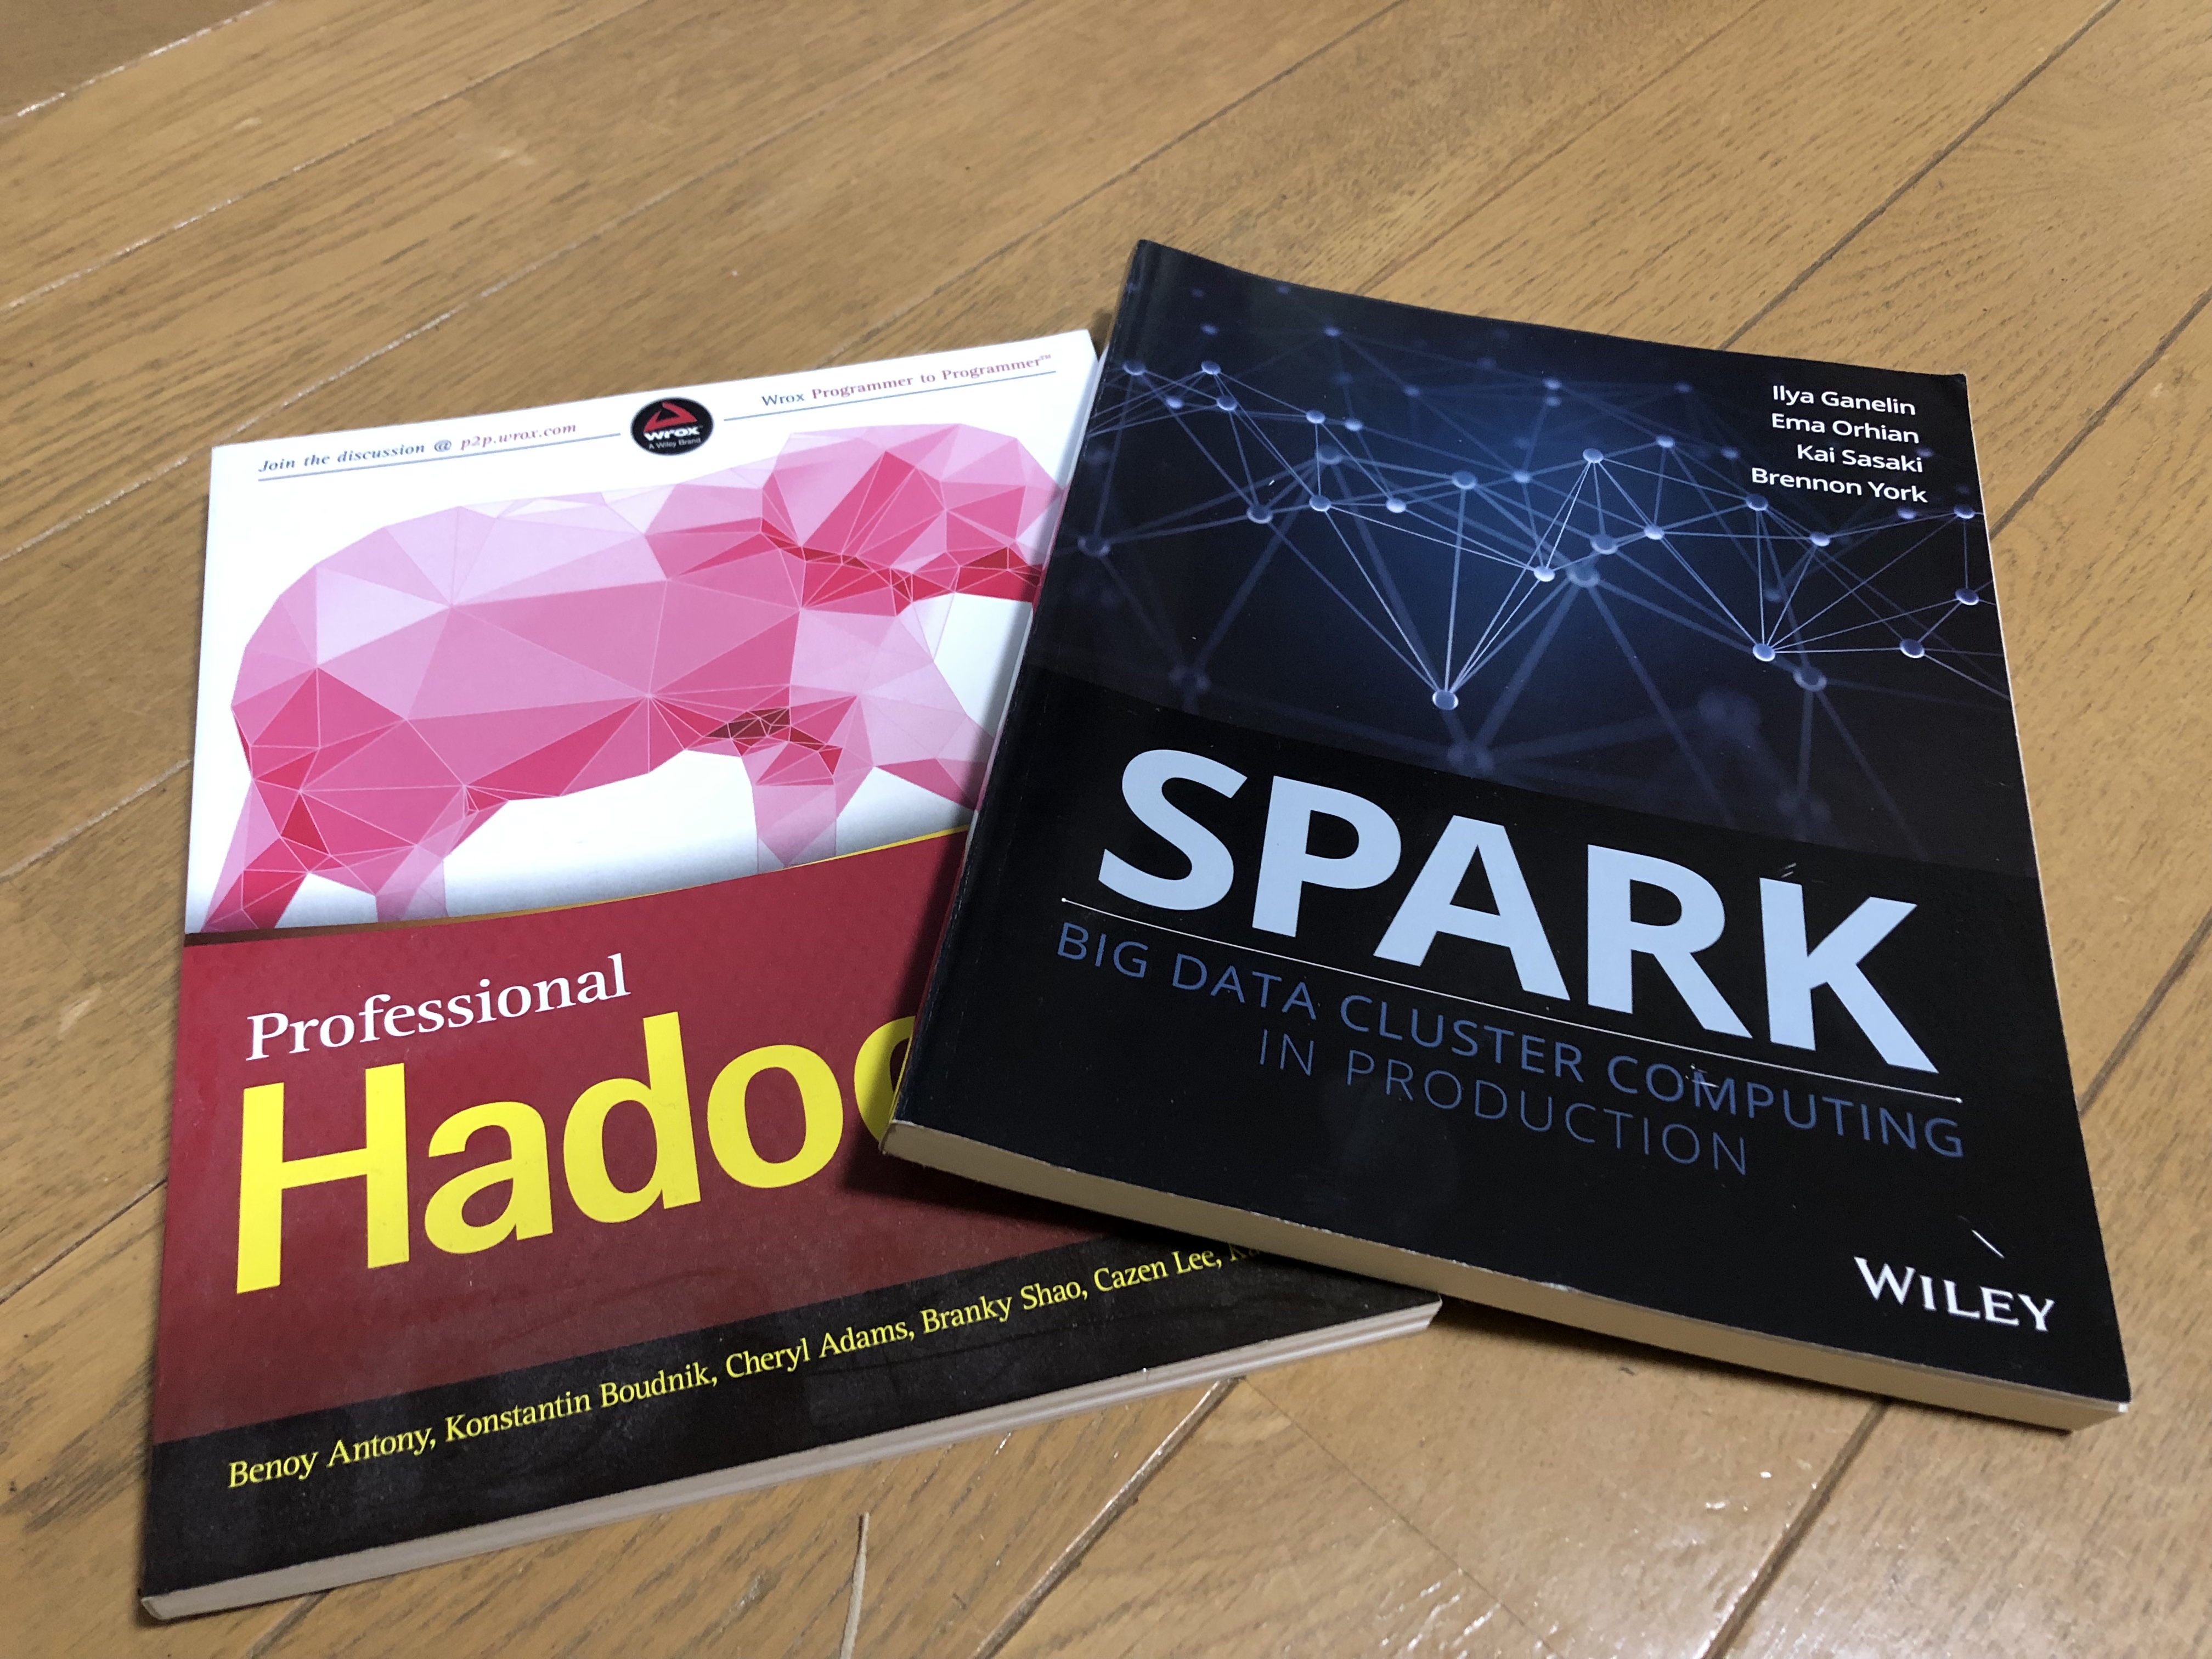 Join the discussion @ p2p.wrox.com
wrox
A Wiley Brand
Wrox Programmer to Programmer™
Professional
Benoy Antony, Konstantin Boudnik, Cheryl Adams, Branky Shao, Cazen Lee,
Ilya Ganelin
Ema Orhian
Kai Sasaki
Brennon York
SPARK
BIG DATA CLUSTER COMPUTING
IN PRODUCTION
WILEY